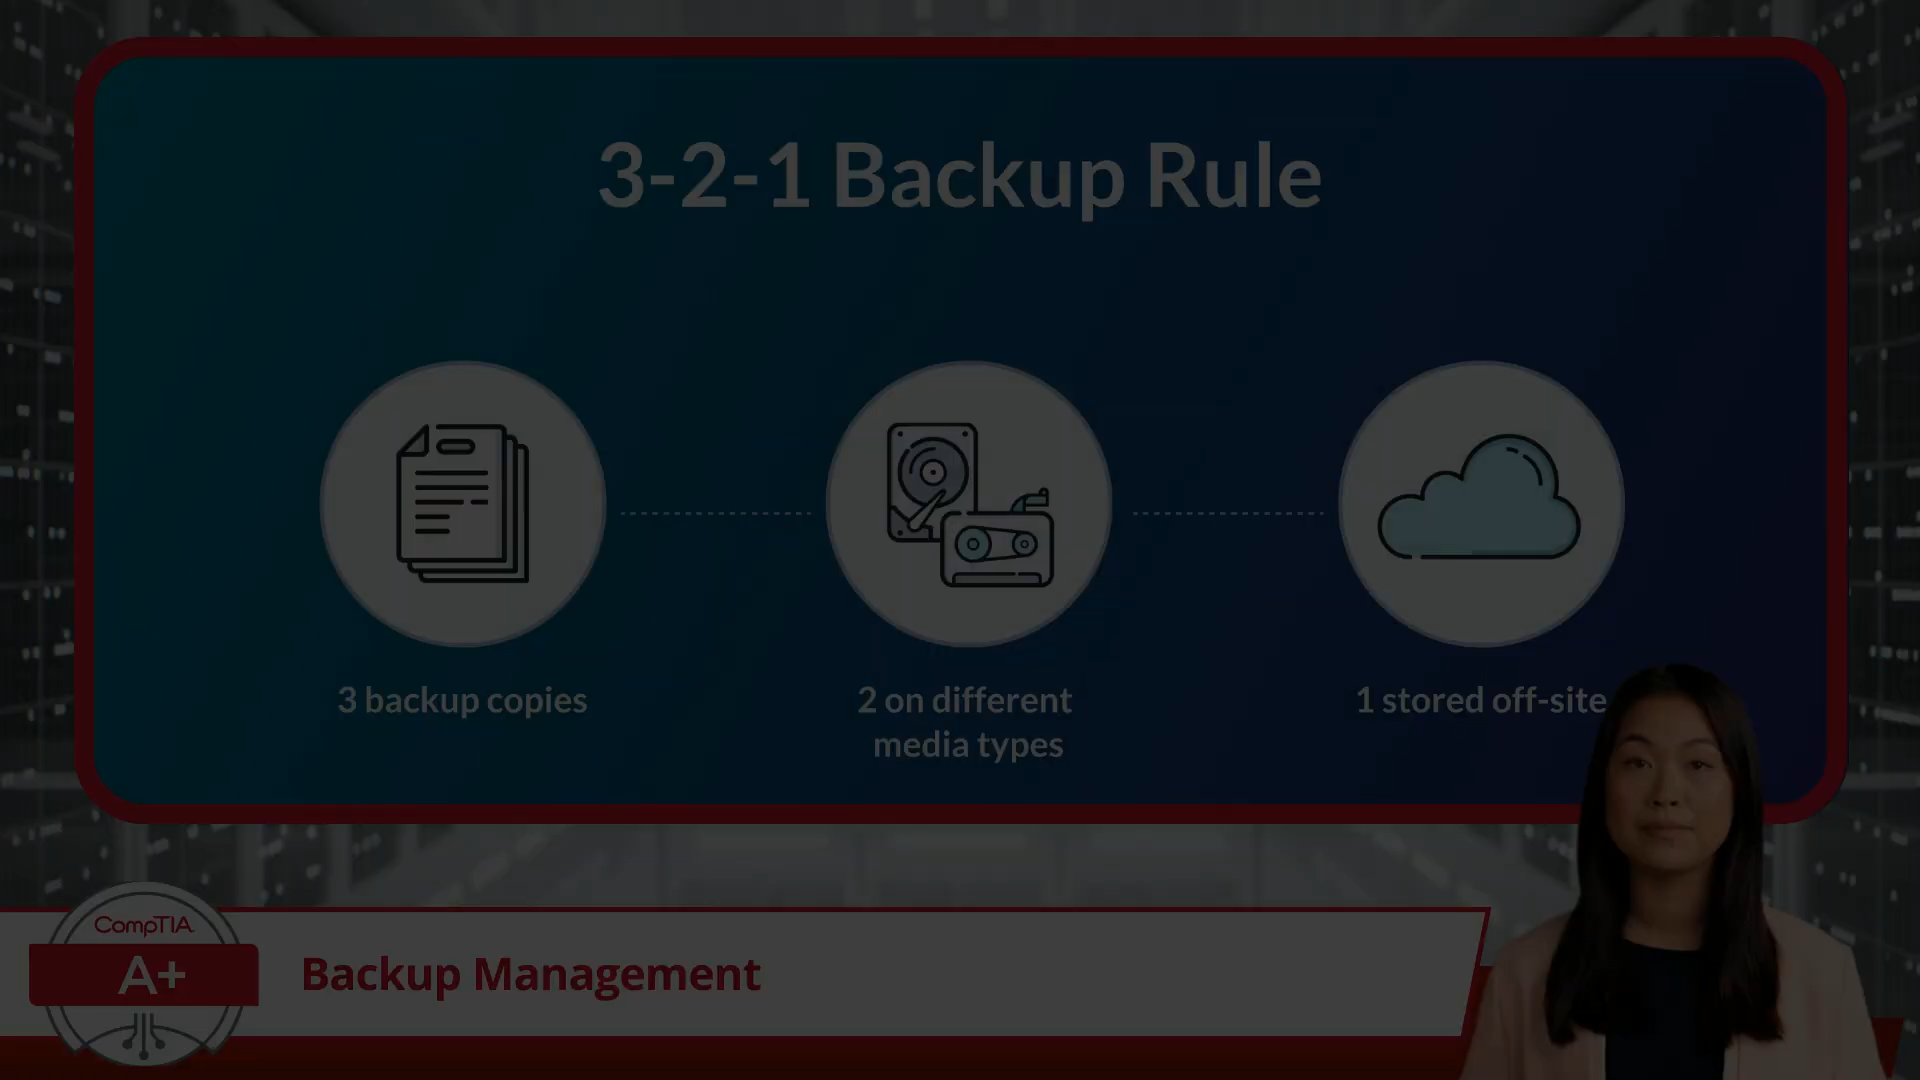 3-2-1 Backup Rule
3 backup copies
2 on different
media types
1 stored off-site
CompTIA.
A+
Backup Management